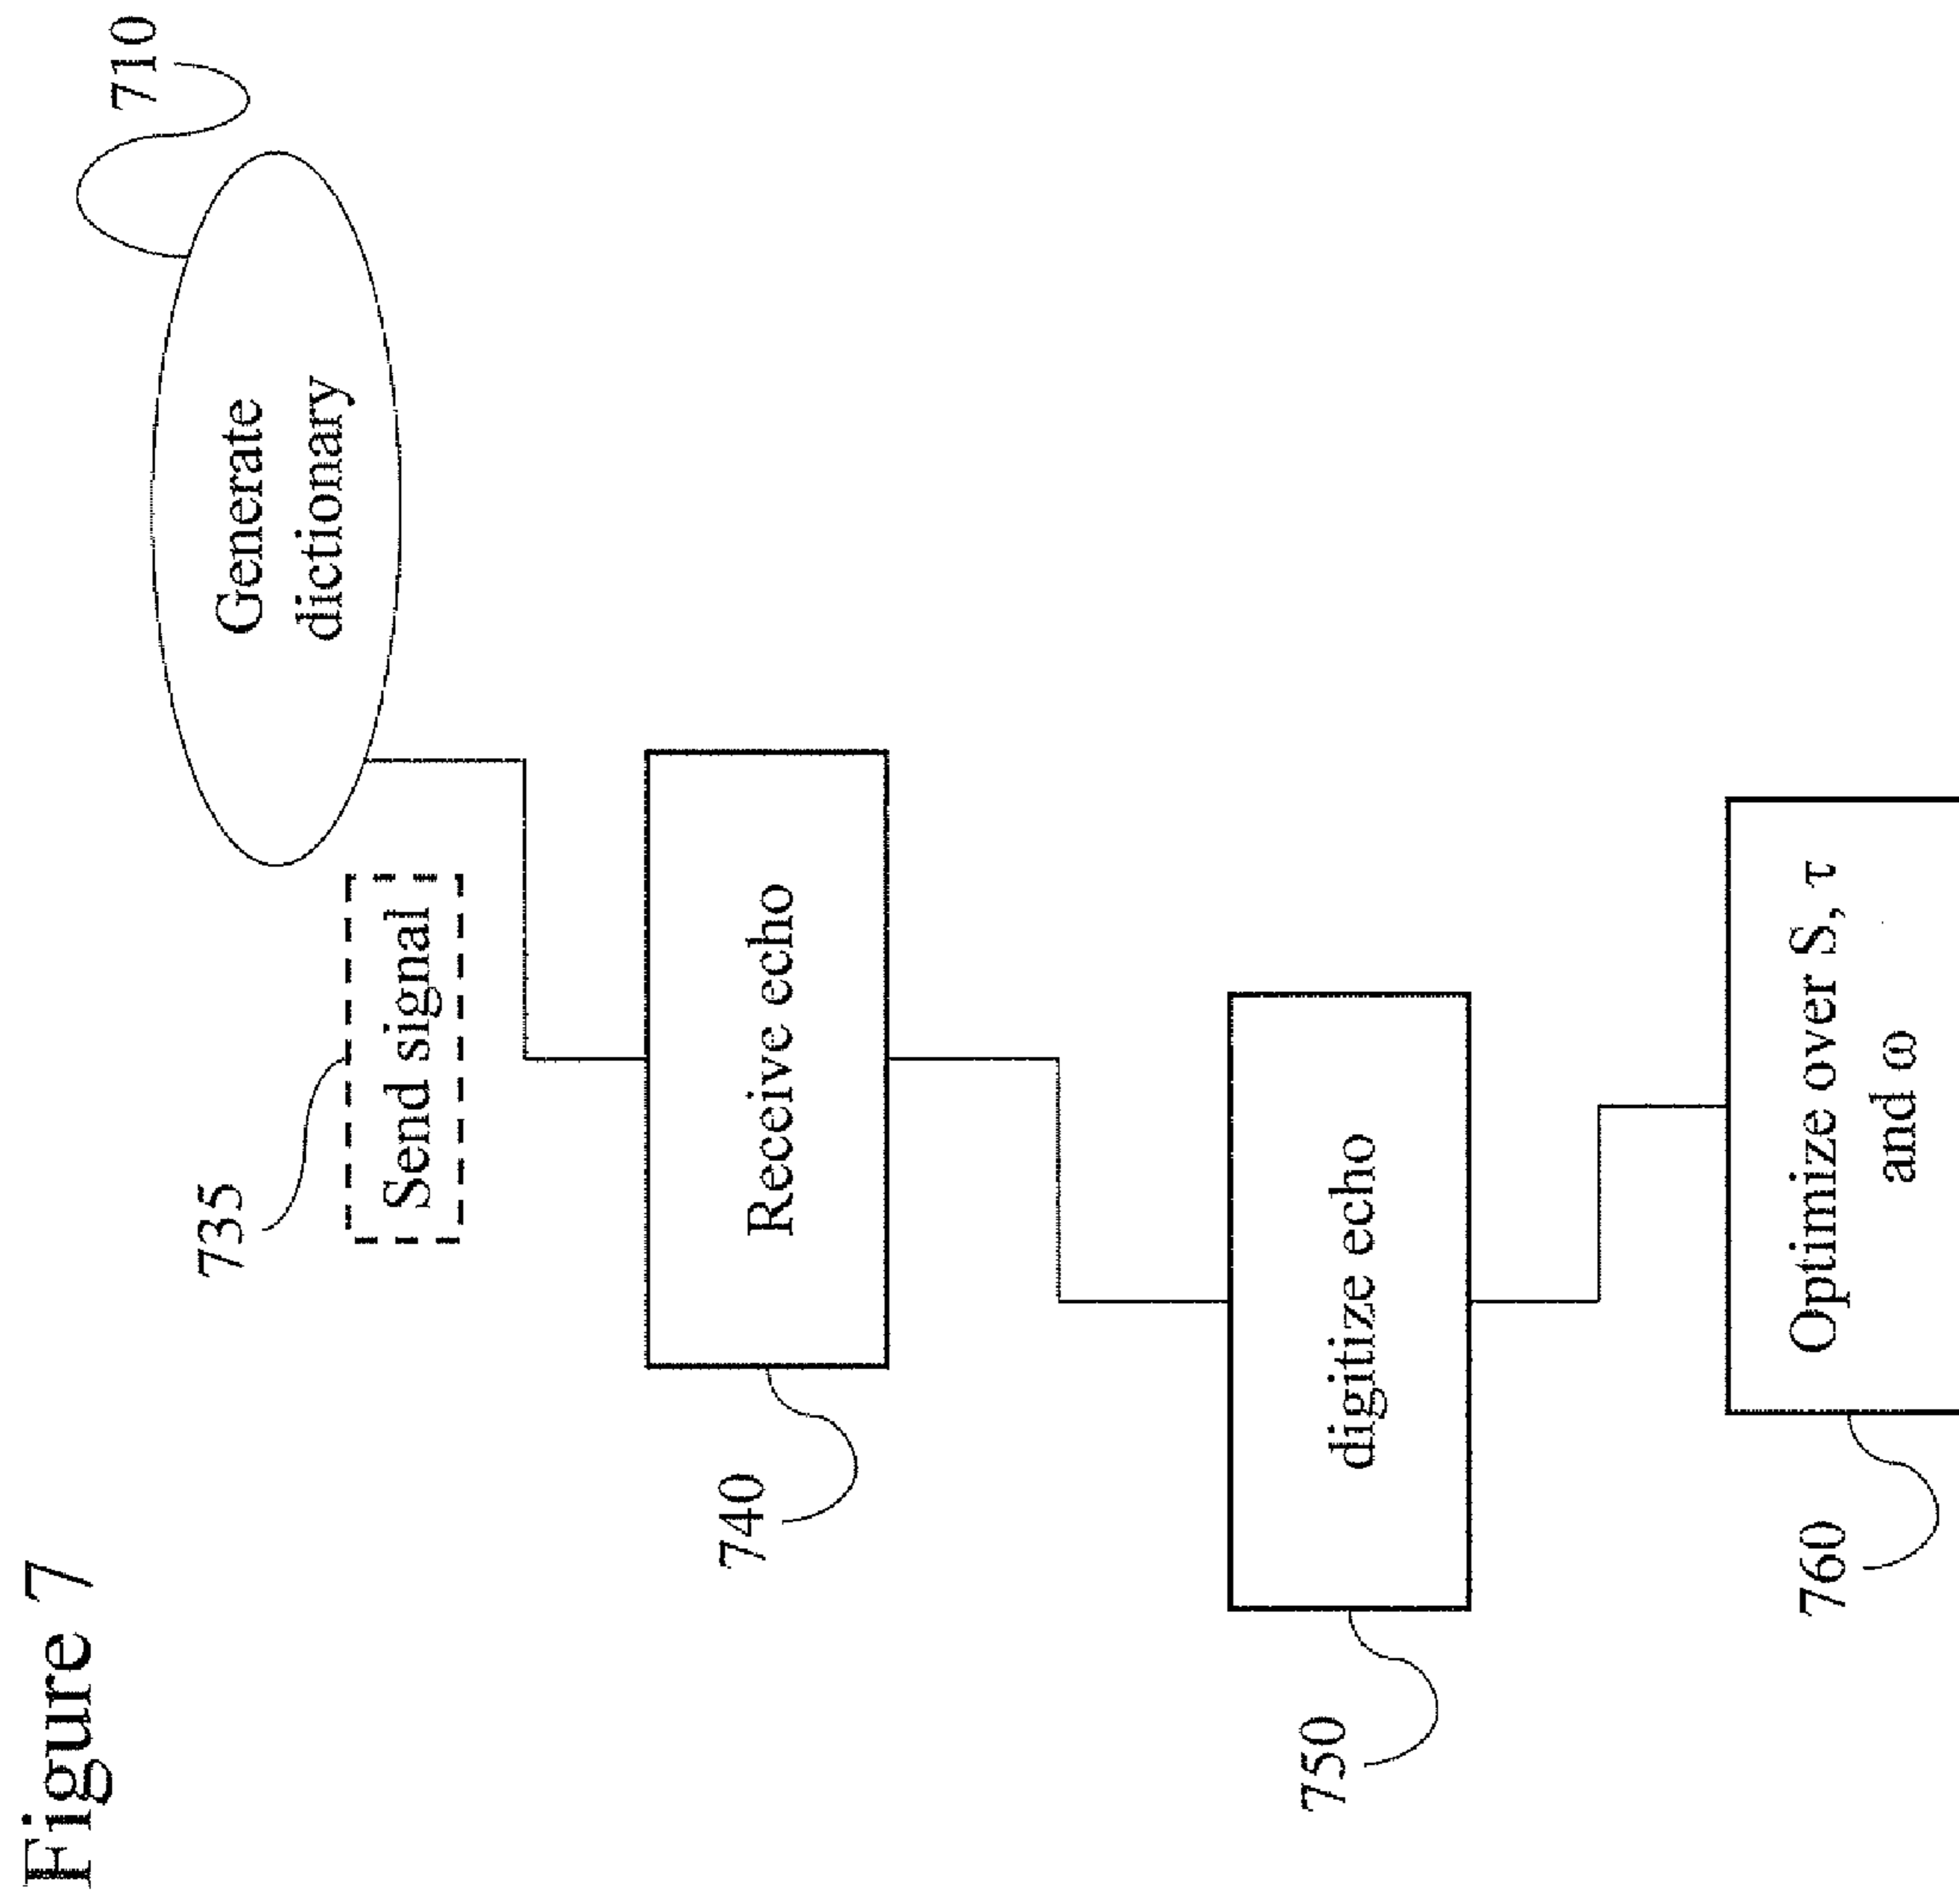 Figure 7
710
Generate
dictionary
735
Send signal
740
Receive echo
750
digitize echo
760
Optimize over S, τ
and ω